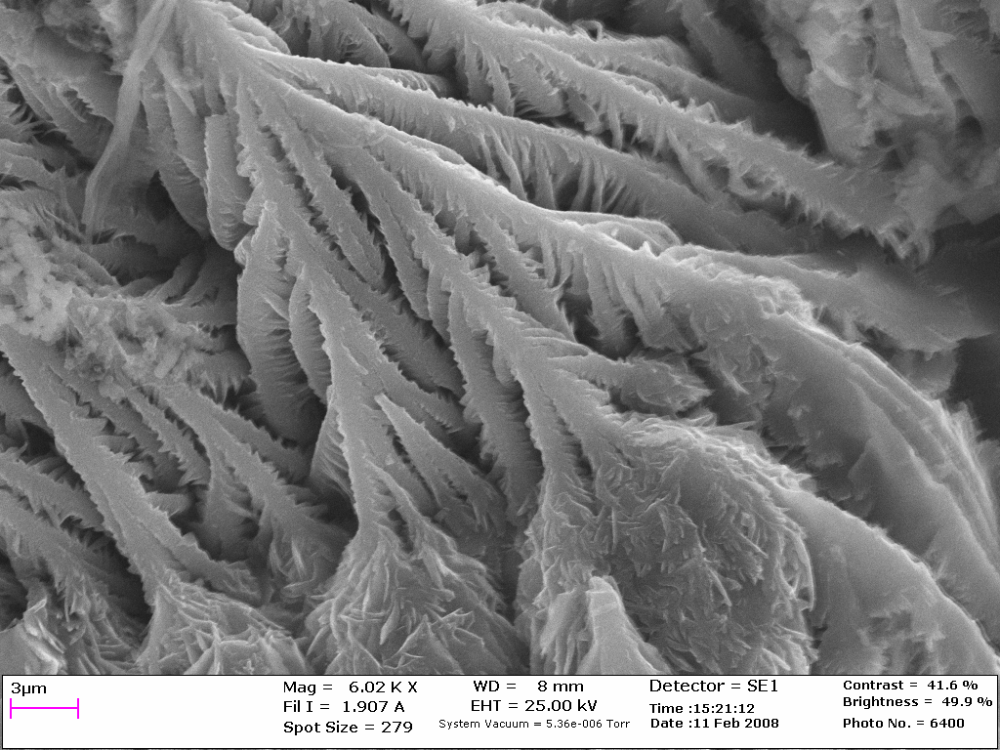 3µm
Mag = 6.02 K X
WD = 8 mm
Detector = SE1
Contrast = 41.6 %
Fil I = 1.907 A
EHT = 25.00 kV
Time :15:21:12
Brightness = 49.9 %
Spot Size = 279
System Vacuum = 5.36e-006 Torr
Date :11 Feb 2008
Photo No. = 6400